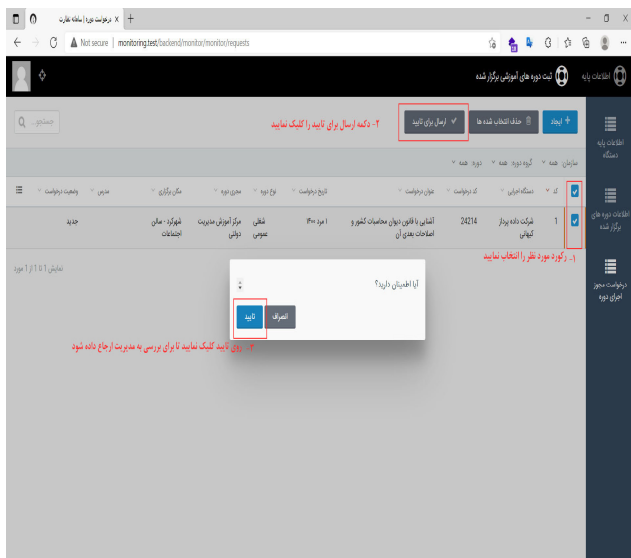 درخواست دوره | سامانه نظارت
Not secure | monitoring.test/backend/monitor/monitor/requests
اطلاعات پایه
ثبت دوره های آموزشی برگزار شده
ایجاد
حذف انتخاب شده ها
ارسال برای تایید
۲- دکمه ارسال برای تایید را کلیک نمایید
جستجو...
اطلاعات پایه دستگاه
سازمان: همه گروه دوره: همه دوره: همه
کد دستگاه اجرایی کد درخواست عنوان درخواست تاریخ درخواست نوع دوره مجری دوره مکان برگزاری مدرس وضعیت درخواست
1 شرکت داده پرداز کیهانی 24214 آشنایی با قانون دیوان محاسبات کشور و اصلاحات بعدی آن ۱ مرد ۱۴۰۰ شغلی عمومی مرکز آموزش مدیریت دولتی شهرکرد - سالن اجتماعات جدید
اطلاعات دوره های برگزار شده
۱- رکورد مورد نظر را انتخاب نمایید
نمایش 1 تا 1 از 1 مورد
درخواست مجوز اجرای دوره
آیا اطمینان دارید؟
انصراف
تایید
روی تایید کلیک نمایید تا برای بررسی به مدیریت ارجاع داده شود